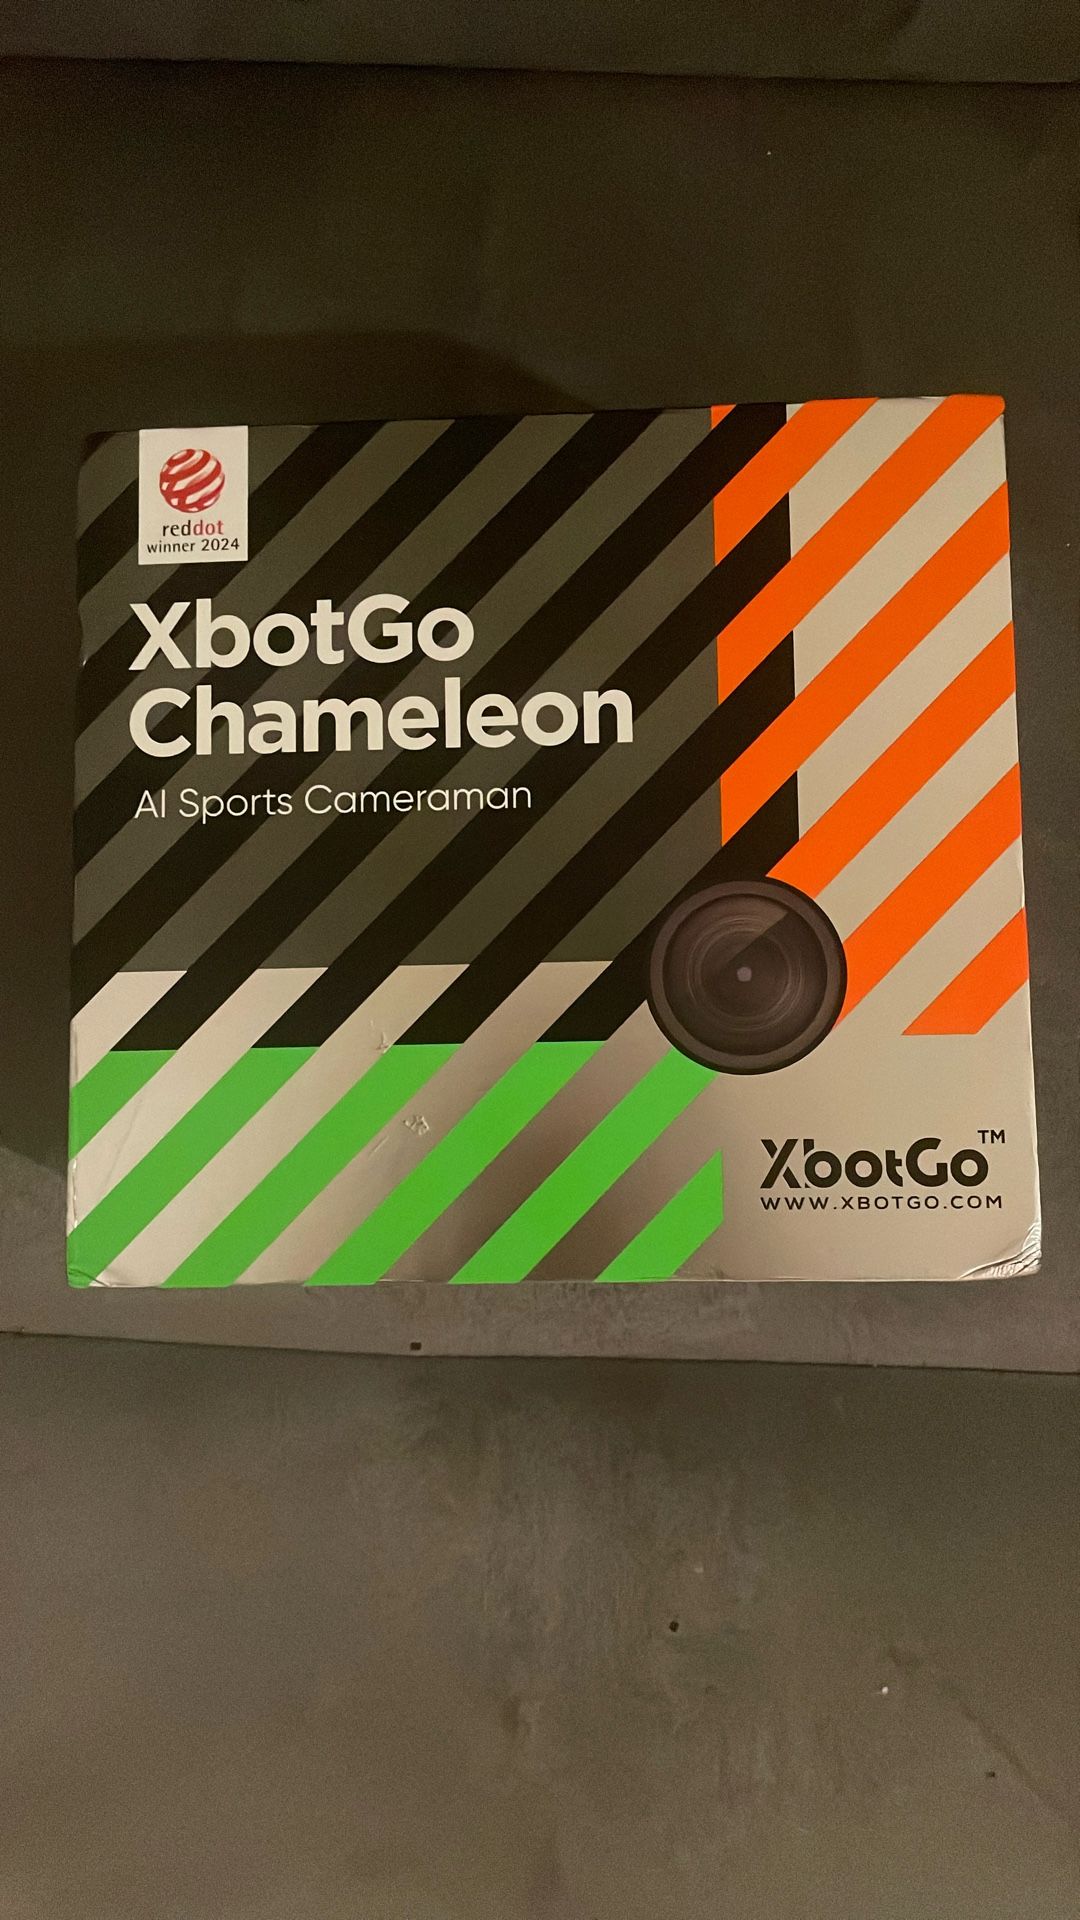 reddot
winner 2024
XbotGo
Chameleon
AI Sports Cameraman
XbotGo™
WWW.XBOTGO.COM